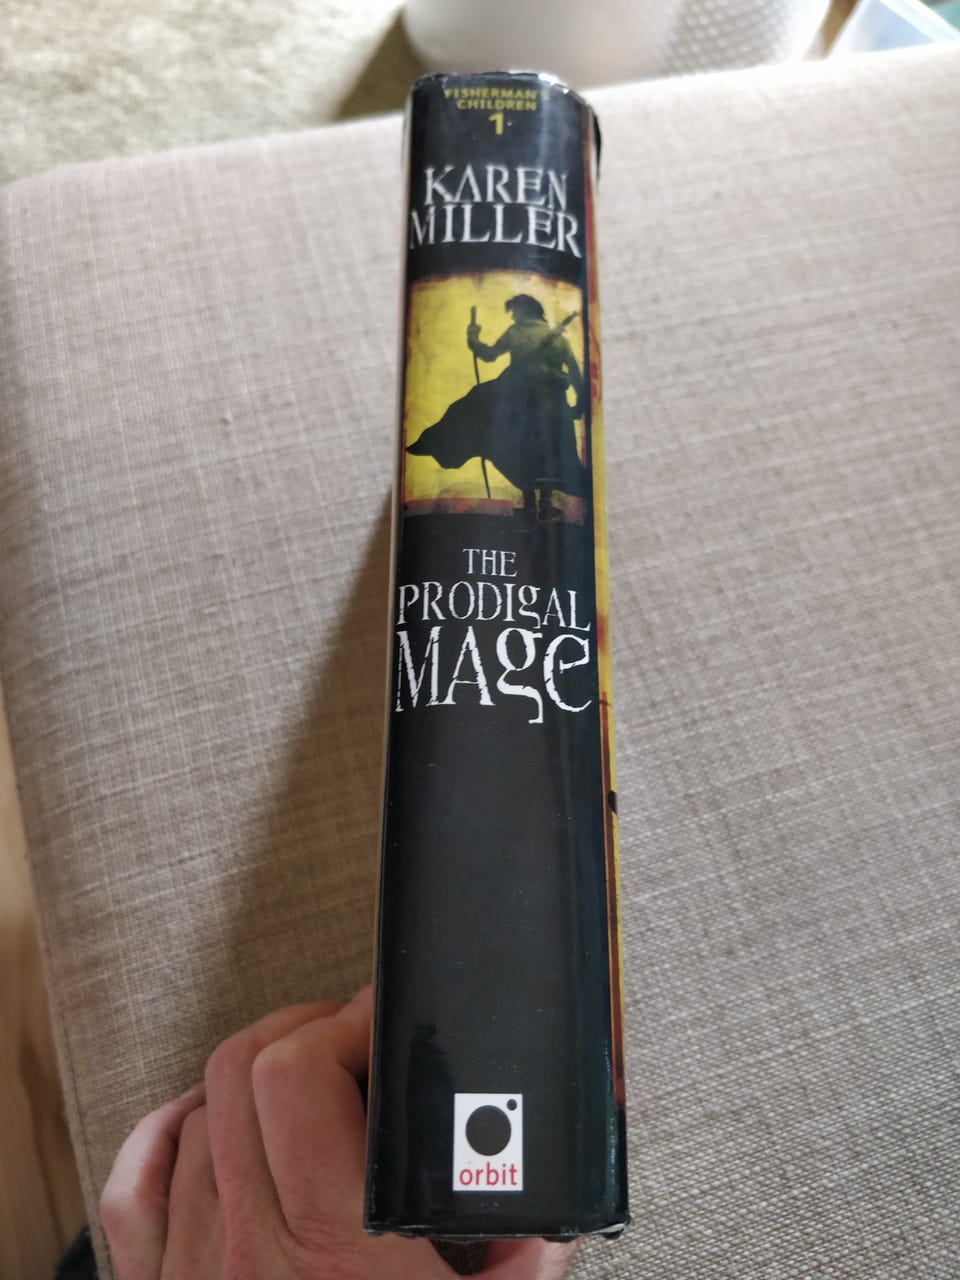 FISHERMAN'S
CHILDREN
1
KAREN
MILLER
THE
PRODIGAL
MAGE
orbit